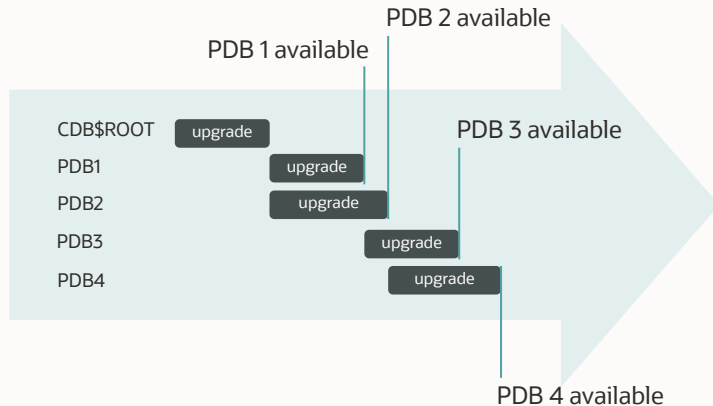 PDB 2 available
PDB 1 available
CDB$ROOT upgrade
PDB 3 available
PDB1 upgrade
PDB2 upgrade
PDB3 upgrade
PDB4 upgrade
PDB 4 available